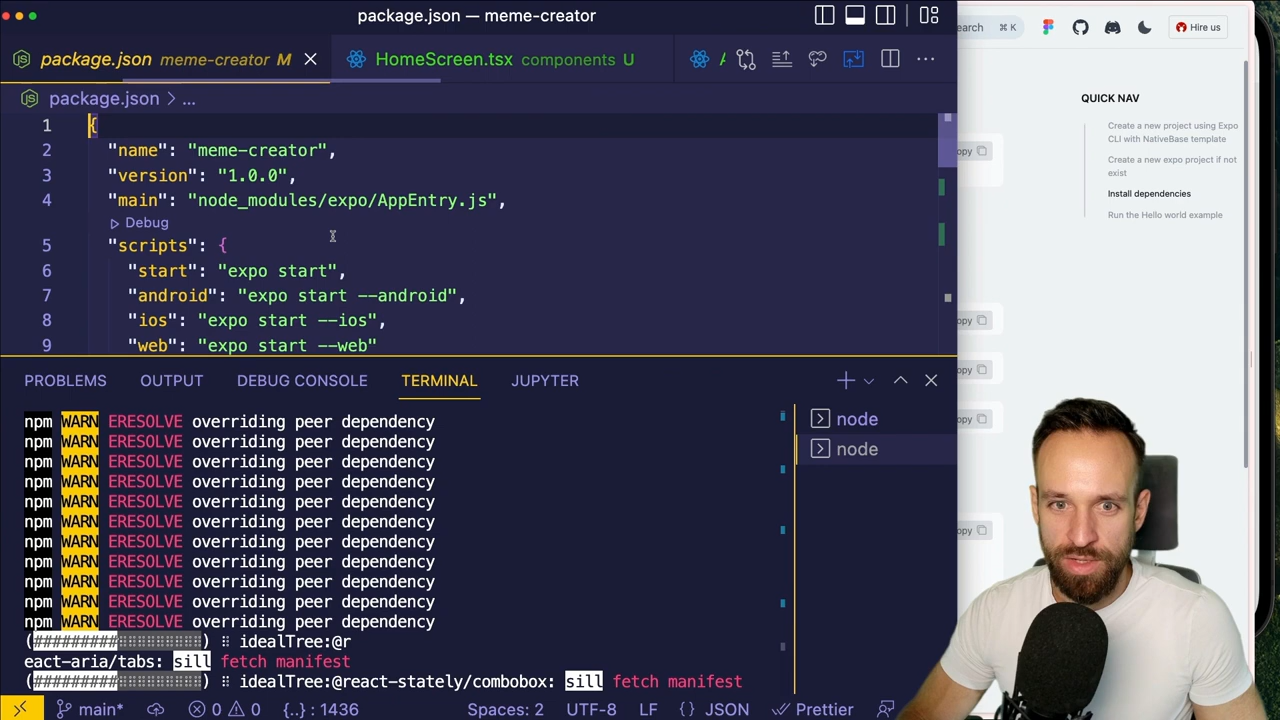 package.json — meme-creator
package.json meme-creator M
HomeScreen.tsx components U
package.json > ...
1 {
2 "name": "meme-creator",
3 "version": "1.0.0",
4 "main": "node_modules/expo/AppEntry.js",
Debug
5 "scripts": {
6 "start": "expo start",
7 "android": "expo start --android",
8 "ios": "expo start --ios",
9 "web": "expo start --web"
PROBLEMS OUTPUT DEBUG CONSOLE TERMINAL JUPYTER
npm WARN ERESOLVE overriding peer dependency
npm WARN ERESOLVE overriding peer dependency
npm WARN ERESOLVE overriding peer dependency
npm WARN ERESOLVE overriding peer dependency
npm WARN ERESOLVE overriding peer dependency
npm WARN ERESOLVE overriding peer dependency
npm WARN ERESOLVE overriding peer dependency
npm WARN ERESOLVE overriding peer dependency
npm WARN ERESOLVE overriding peer dependency
npm WARN ERESOLVE overriding peer dependency
npm WARN ERESOLVE overriding peer dependency
(#########⠂⠂⠂⠂⠂⠂⠂⠂⠂) ⠸ idealTree:@r
eact-aria/tabs: sill fetch manifest
(#########⠂⠂⠂⠂⠂⠂⠂⠂⠂) ⠸ idealTree:@react-stately/combobox: sill fetch manifest
node
node
main* 0 0 {..} : 1436 Spaces: 2 UTF-8 LF {} JSON Prettier
earch ⌘ K Hire us
QUICK NAV
Create a new project using Expo
CLI with NativeBase template
Create a new expo project if not
exist
Install dependencies
Run the Hello world example
opy
opy
opy
opy
opy